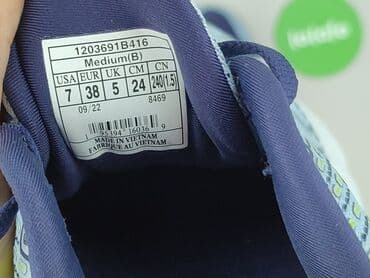 1203691B416
Medium(B)
USA EUR UK CM CN
7 38 5 24 240(1.5)
09/22 8469
MADE IN VIETNAM
FABRIQUE AU VIETNAM
lalafo